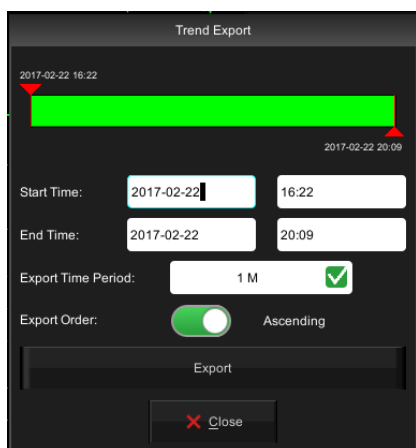 Trend Export
2017-02-22 16:22
2017-02-22 20:09
Start Time: 2017-02-22 16:22
End Time: 2017-02-22 20:09
Export Time Period: 1 M
Export Order: Ascending
Export
Close